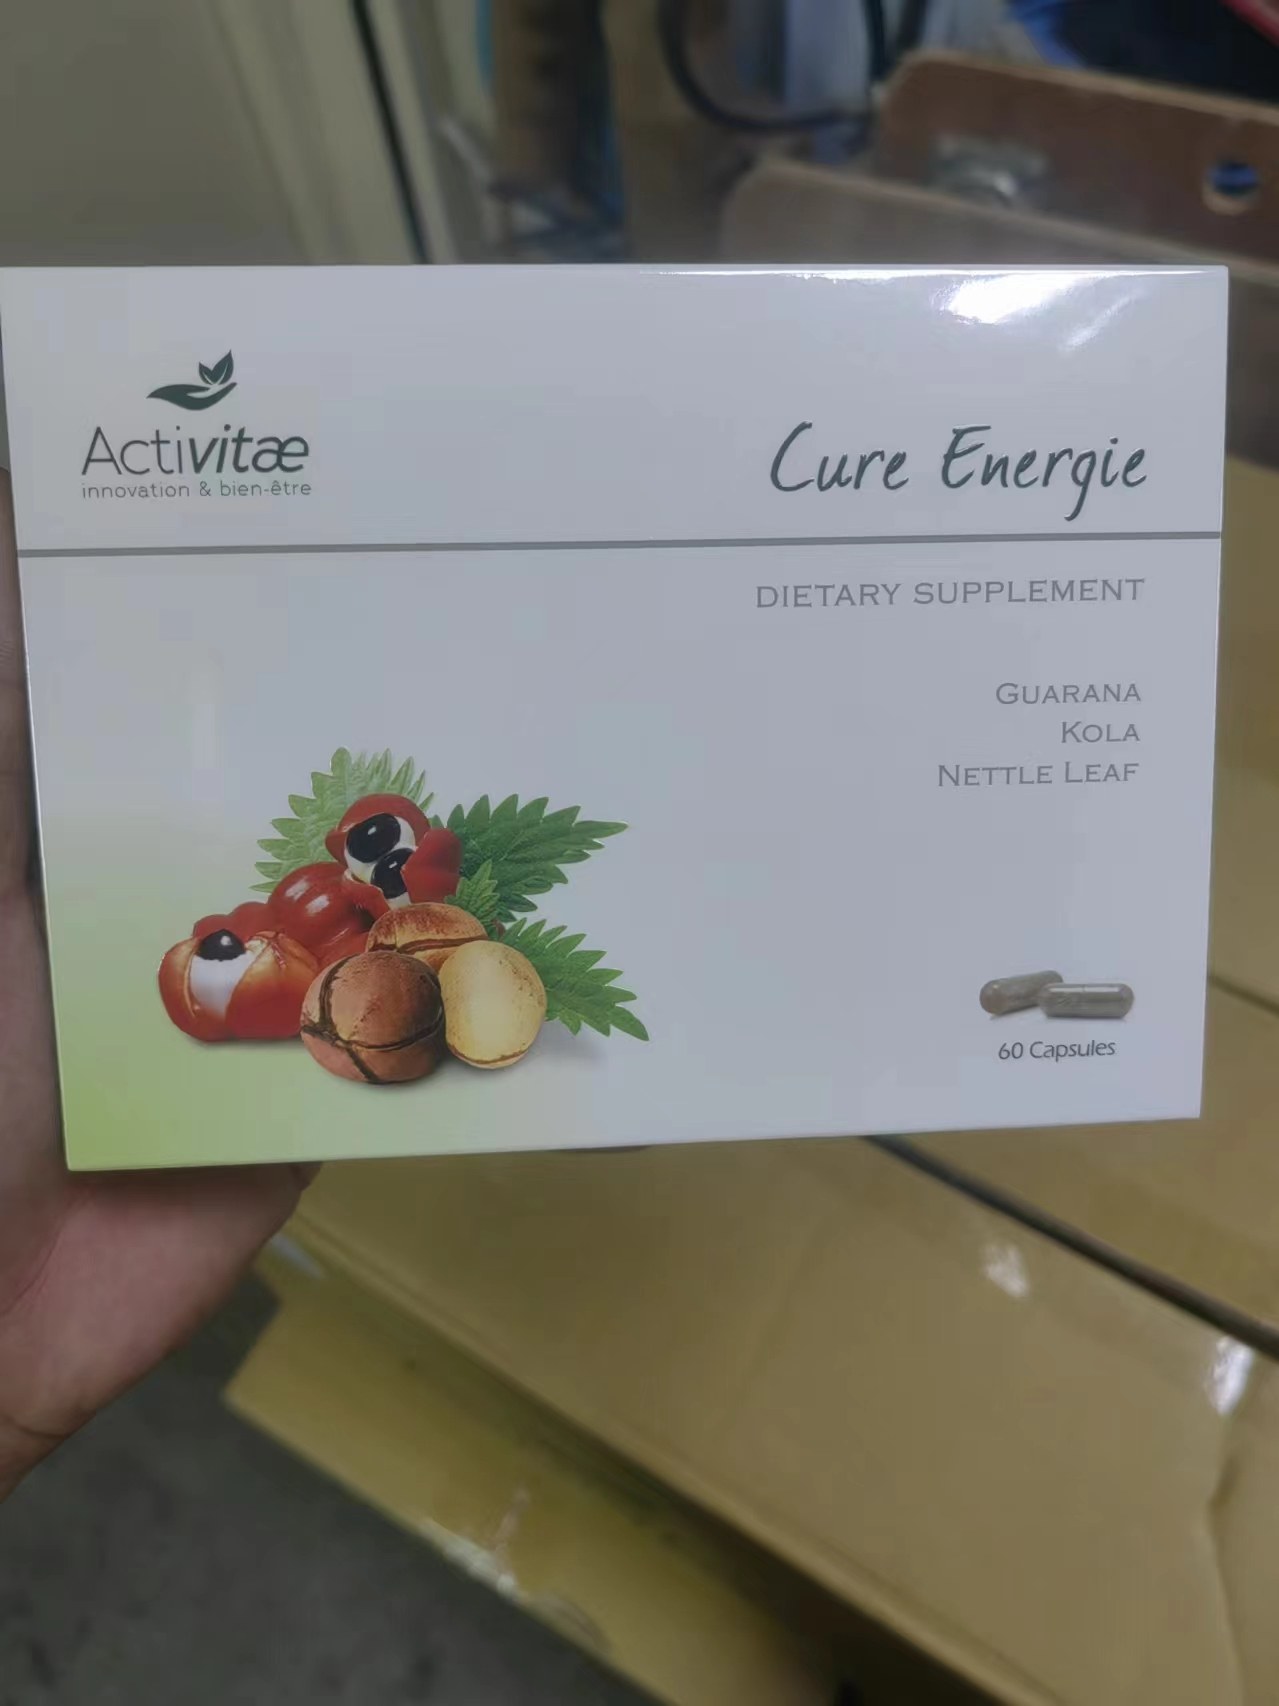 Activitæ
innovation & bien-être
Cure Energie
DIETARY SUPPLEMENT
GUARANA
KOLA
NETTLE LEAF
60 Capsules